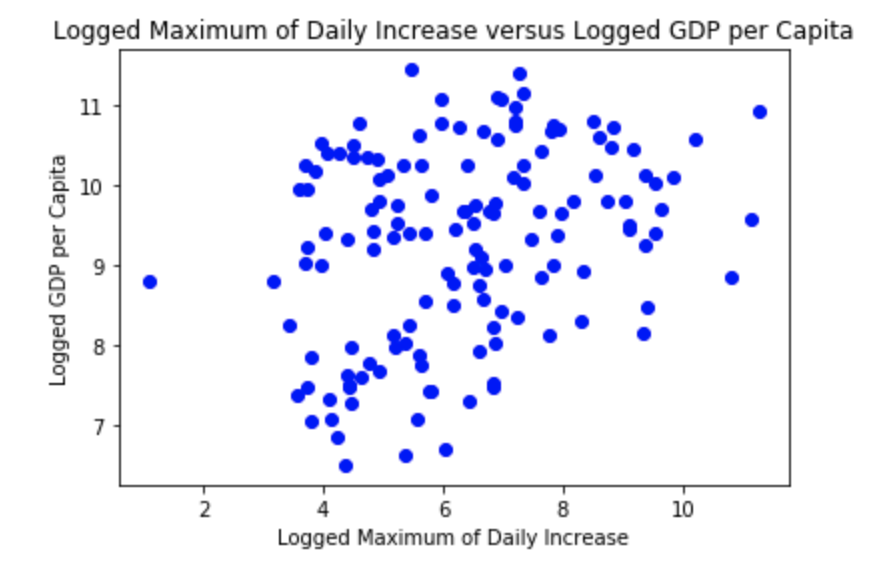 Logged Maximum of Daily Increase versus Logged GDP per Capita
11
10
9
8
7
Logged GDP per Capita
2 4 6 8 10
Logged Maximum of Daily Increase